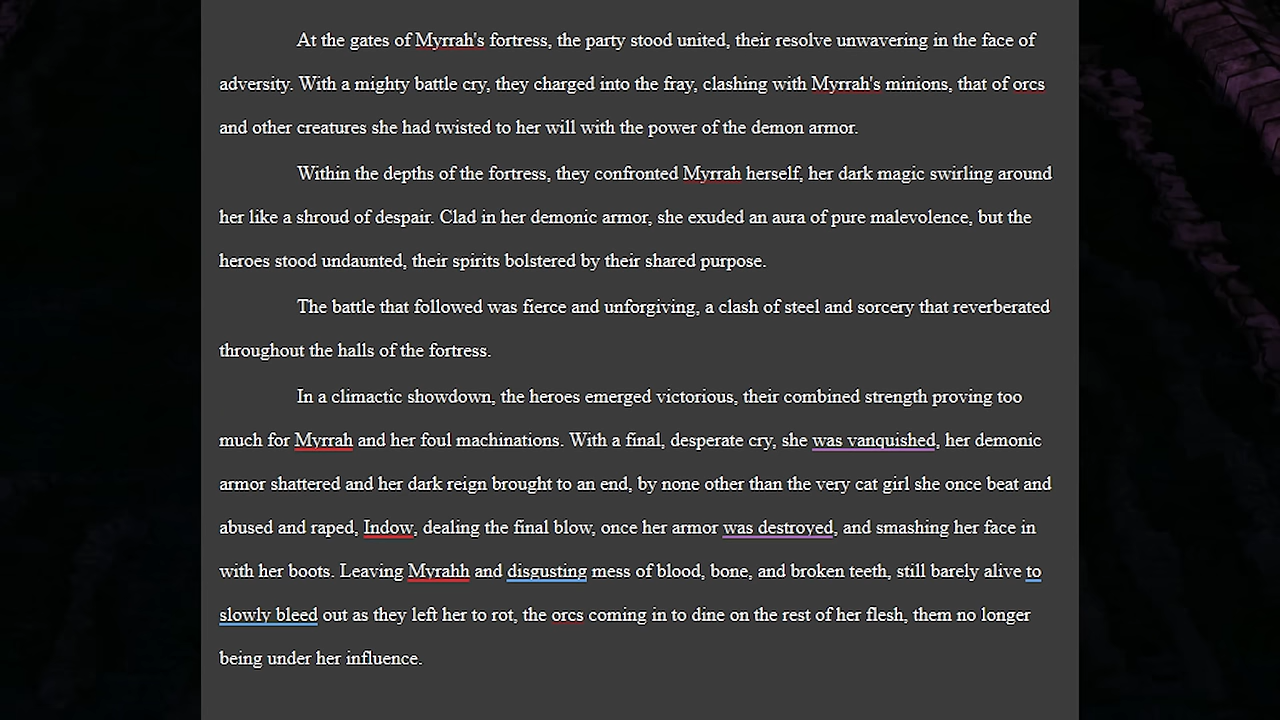 At the gates of Myrrah's fortress, the party stood united, their resolve unwavering in the face of
adversity. With a mighty battle cry, they charged into the fray, clashing with Myrrah's minions, that of orcs
and other creatures she had twisted to her will with the power of the demon armor.
Within the depths of the fortress, they confronted Myrrah herself, her dark magic swirling around
her like a shroud of despair. Clad in her demonic armor, she exuded an aura of pure malevolence, but the
heroes stood undaunted, their spirits bolstered by their shared purpose.
The battle that followed was fierce and unforgiving, a clash of steel and sorcery that reverberated
throughout the halls of the fortress.
In a climactic showdown, the heroes emerged victorious, their combined strength proving too
much for Myrrah and her foul machinations. With a final, desperate cry, she was vanquished, her demonic
armor shattered and her dark reign brought to an end, by none other than the very cat girl she once beat and
abused and raped, Indow, dealing the final blow, once her armor was destroyed, and smashing her face in
with her boots. Leaving Myrahh and disgusting mess of blood, bone, and broken teeth, still barely alive to
slowly bleed out as they left her to rot, the orcs coming in to dine on the rest of her flesh, them no longer
being under her influence.